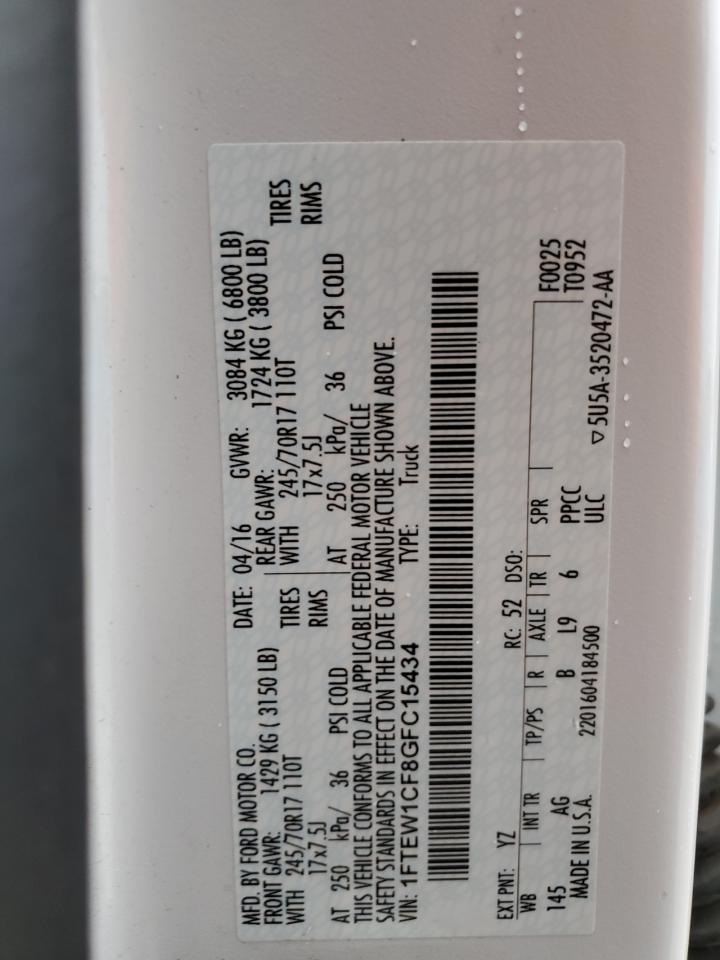 MFD. BY FORD MOTOR CO. DATE: 04/16 GVWR: 3084 KG ( 6800 LB)
FRONT GAWR: 1429 KG ( 3150 LB) REAR GAWR: 1724 KG ( 3800 LB)
WITH 245/70R17 110T TIRES WITH 245/70R17 110T TIRES
17x7.5J RIMS 17x7.5J RIMS
AT 250 kPa/ 36 PSI COLD AT 250 kPa/ 36 PSI COLD
THIS VEHICLE CONFORMS TO ALL APPLICABLE FEDERAL MOTOR VEHICLE
SAFETY STANDARDS IN EFFECT ON THE DATE OF MANUFACTURE SHOWN ABOVE.
VIN: 1FTEW1CF8GFC15434 TYPE: Truck
EXT PNT: YZ RC: 52 DSO:
WB INT TR TP/PS R AXLE TR SPR F0025
145 AG B L9 6 PPCC T0952
MADE IN U.S.A. 2201604184500 ULC ▽5U5A-3520472-AA